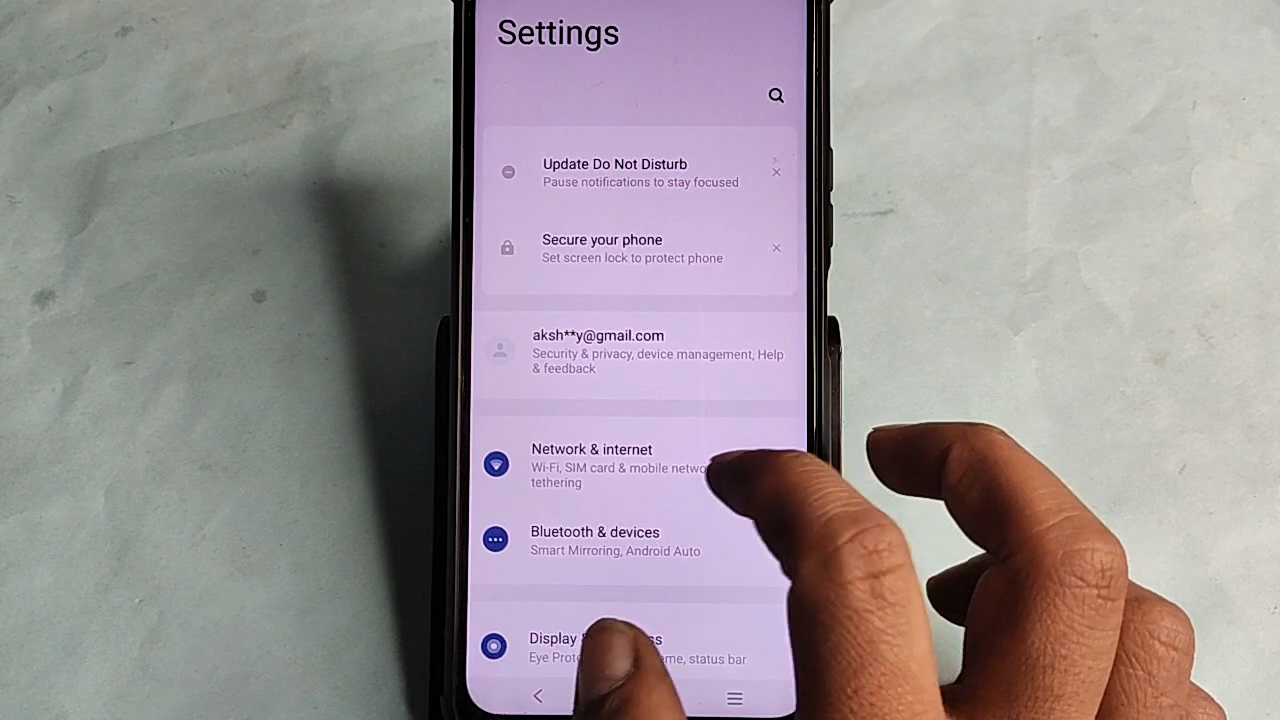 Settings
Update Do Not Disturb
Pause notifications to stay focused
Secure your phone
Set screen lock to protect phone
aksh**y@gmail.com
Security & privacy, device management, Help
& feedback
Network & internet
Wi-Fi, SIM card & mobile
tethering
Bluetooth & devices
Smart Mirroring, Android Auto
Display
Eye status bar